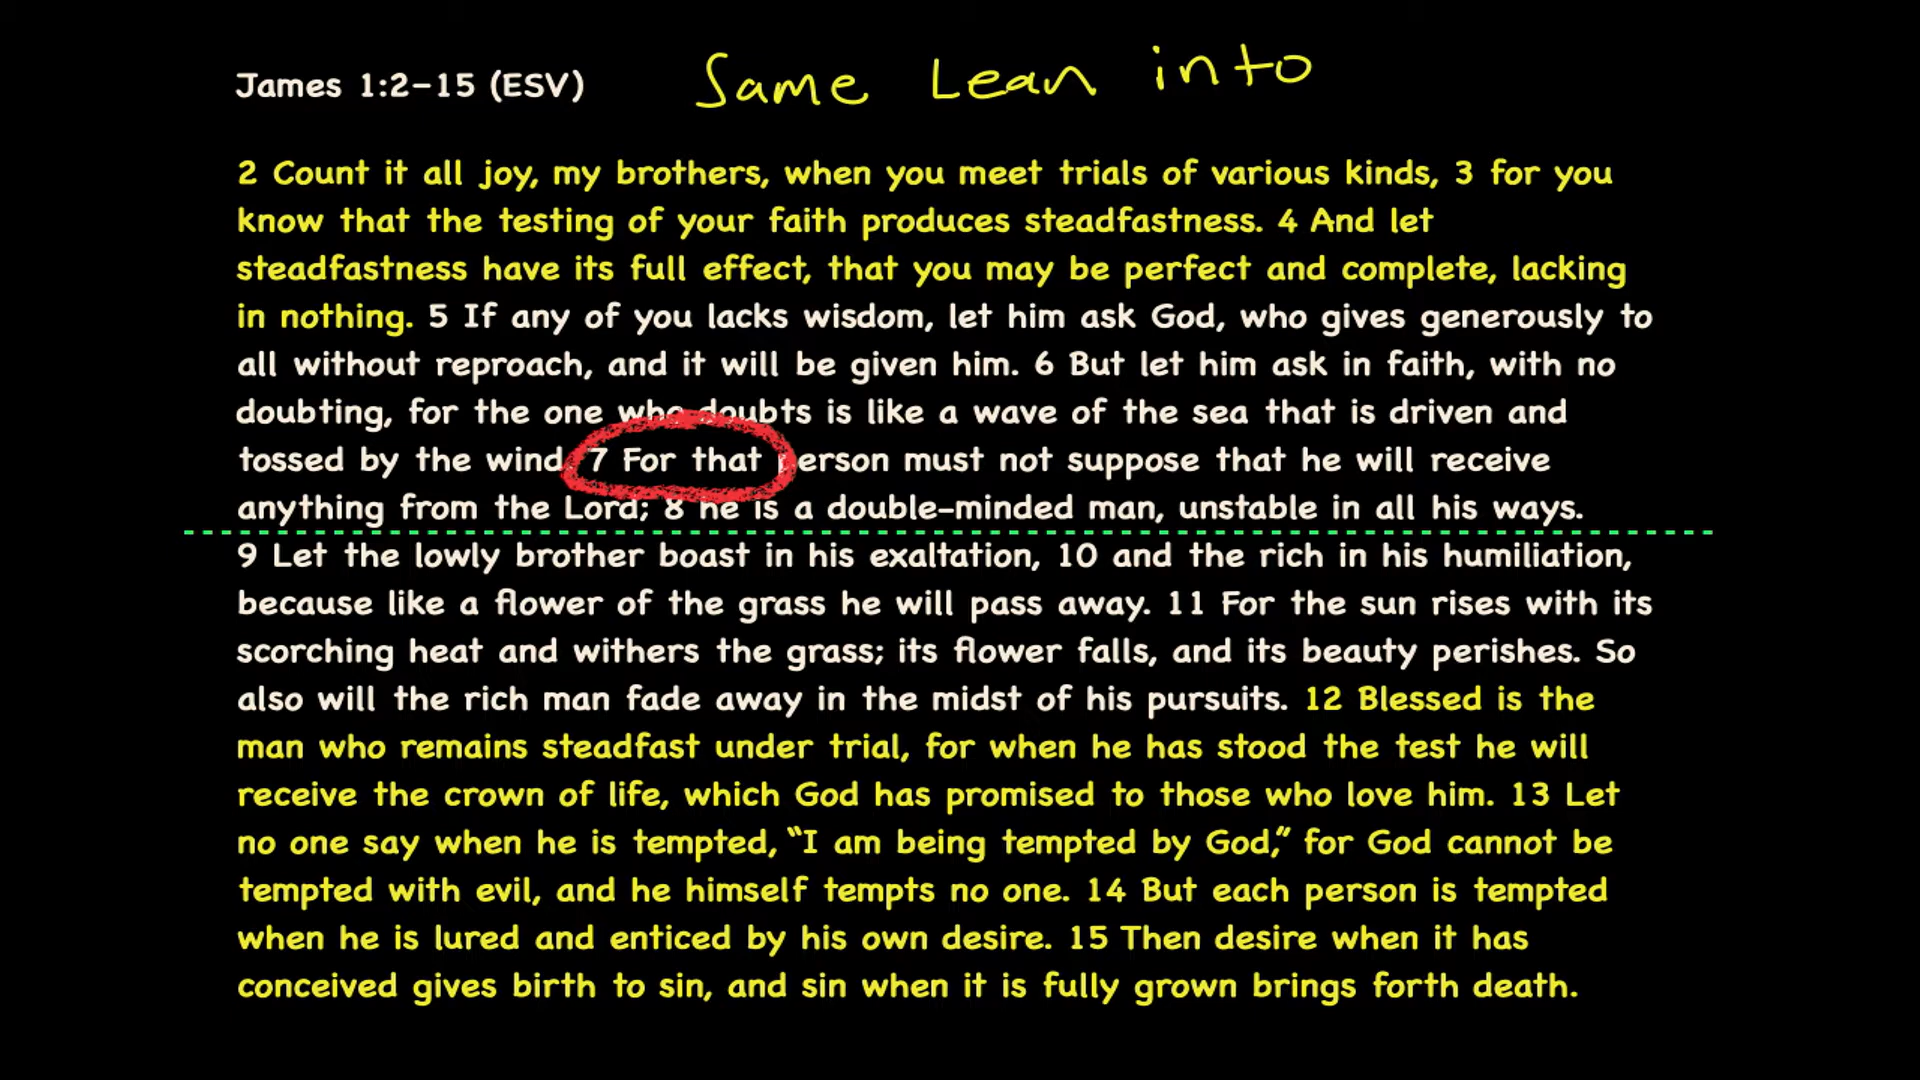 James 1:2–15 (ESV) Same Lean into
2 Count it all joy, my brothers, when you meet trials of various kinds, 3 for you
know that the testing of your faith produces steadfastness. 4 And let
steadfastness have its full effect, that you may be perfect and complete, lacking
in nothing. 5 If any of you lacks wisdom, let him ask God, who gives generously to
all without reproach, and it will be given him. 6 But let him ask in faith, with no
doubting, for the one who doubts is like a wave of the sea that is driven and
tossed by the wind. 7 For that person must not suppose that he will receive
anything from the Lord; 8 he is a double-minded man, unstable in all his ways.
9 Let the lowly brother boast in his exaltation, 10 and the rich in his humiliation,
because like a flower of the grass he will pass away. 11 For the sun rises with its
scorching heat and withers the grass; its flower falls, and its beauty perishes. So
also will the rich man fade away in the midst of his pursuits. 12 Blessed is the
man who remains steadfast under trial, for when he has stood the test he will
receive the crown of life, which God has promised to those who love him. 13 Let
no one say when he is tempted, “I am being tempted by God,” for God cannot be
tempted with evil, and he himself tempts no one. 14 But each person is tempted
when he is lured and enticed by his own desire. 15 Then desire when it has
conceived gives birth to sin, and sin when it is fully grown brings forth death.